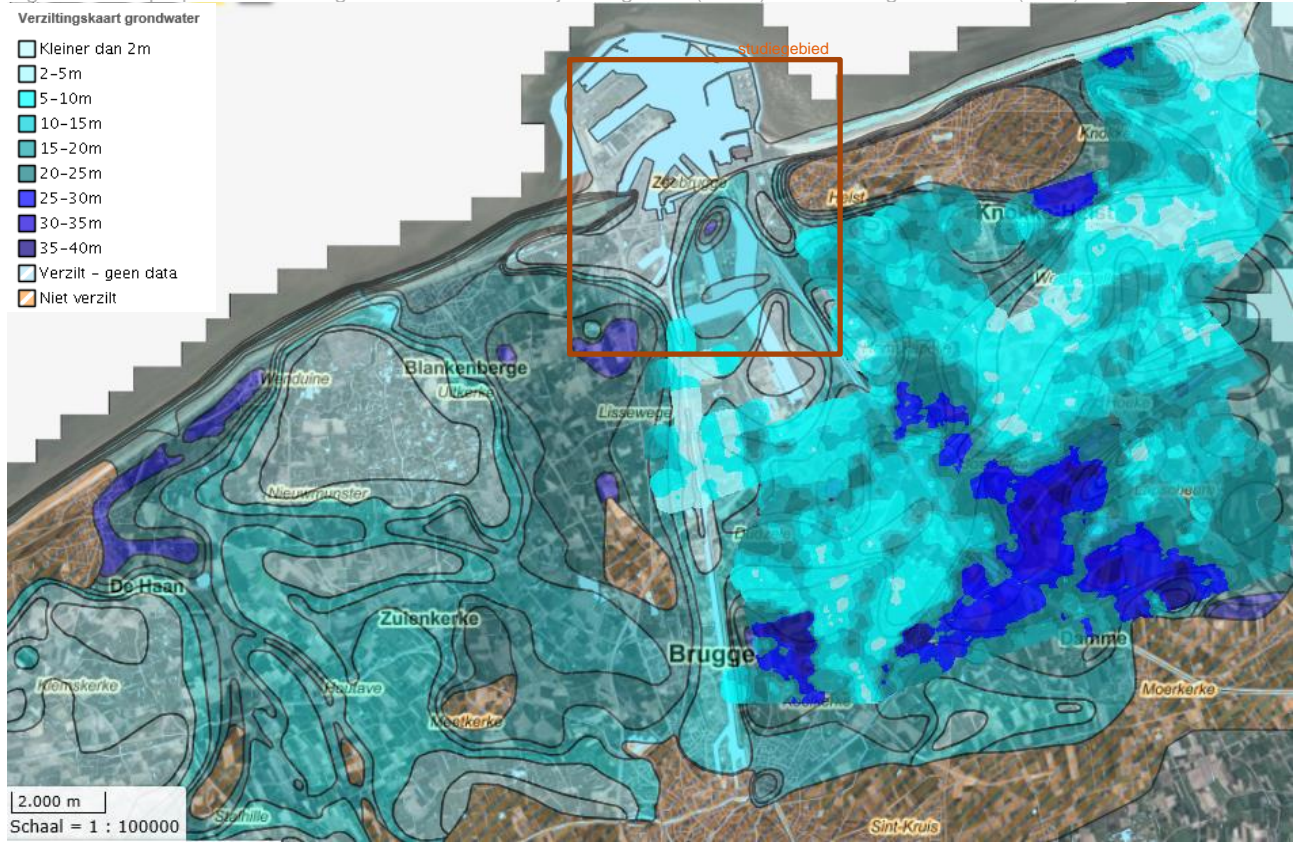 Verziltingskaart grondwater
Kleiner dan 2m
2-5m
5-10m
10-15m
15-20m
20-25m
25-30m
30-35m
35-40m
Verzilt - geen data
Niet verzilt
studiegebied
Zeebrugge
Knokke
Heist
Knokke-Heist
Wenduine
Blankenberge
Uitkerke
Lissewege
Nieuwmunster
De Haan
Zuienkerke
Brugge
Damme
Klemskerke
Houtave
Meetkerke
Koolkerke
Moerkerke
Stalhille
Sint-Kruis
2.000 m
Schaal = 1 : 100000